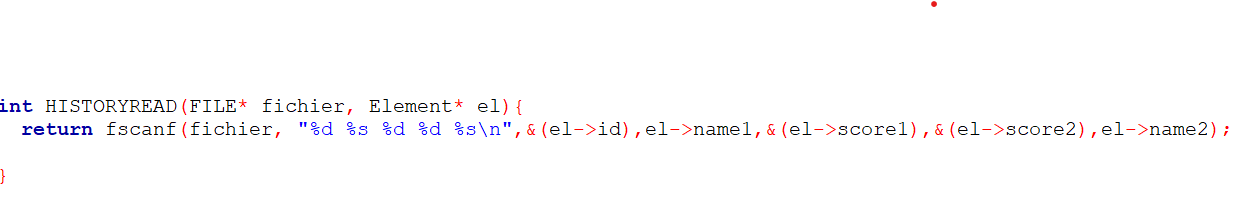 int HISTORYREAD(FILE* fichier, Element* el){
return fscanf(fichier, "%d %s %d %d %s\n",&(el->id),el->name1,&(el->score1),&(el->score2),el->name2);
}